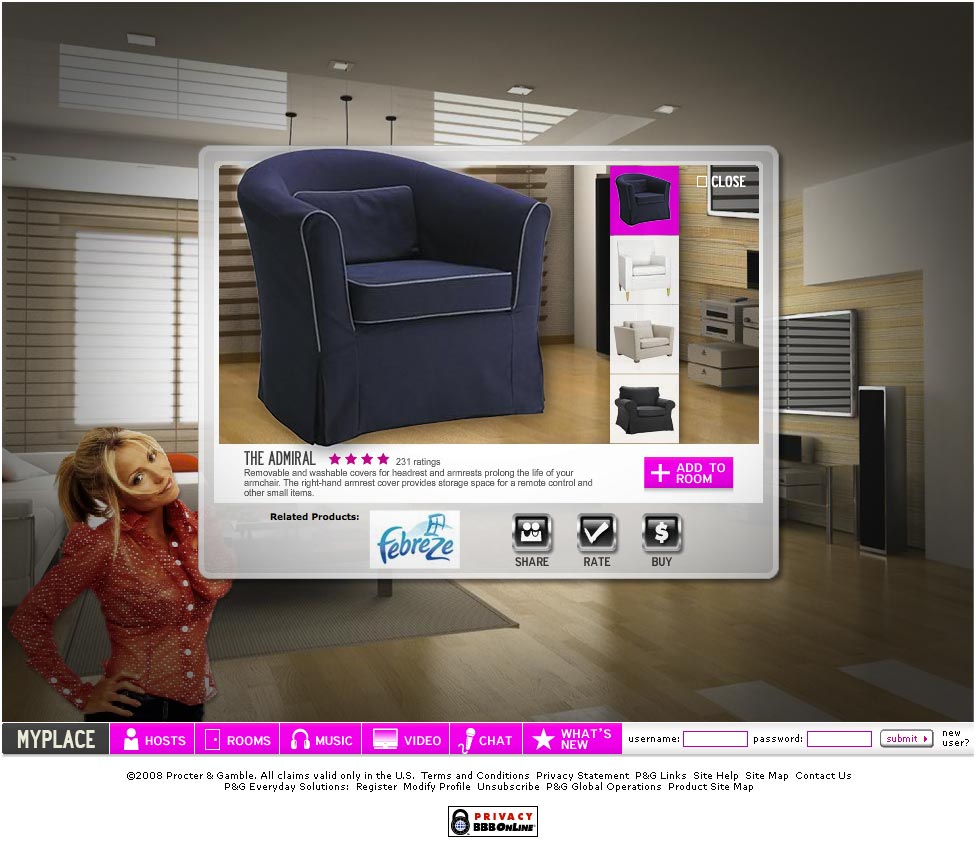 CLOSE
THE ADMIRAL
231 ratings
Removable and washable covers for headrest and armrests prolong the life of your
armchair. The right-hand armrest cover provides storage space for a remote control and
other small items.
ADD TO
ROOM
Related Products:
febreze
SHARE
RATE
BUY
MYPLACE
HOSTS
ROOMS
MUSIC
VIDEO
CHAT
WHAT'S
NEW
username:
password:
submit
new
user?
©2008 Procter & Gamble. All claims valid only in the U.S. Terms and Conditions Privacy Statement P&G Links Site Help Site Map Contact Us
P&G Everyday Solutions: Register Modify Profile Unsubscribe P&G Global Operations Product Site Map
PRIVACY
BBBONLINE